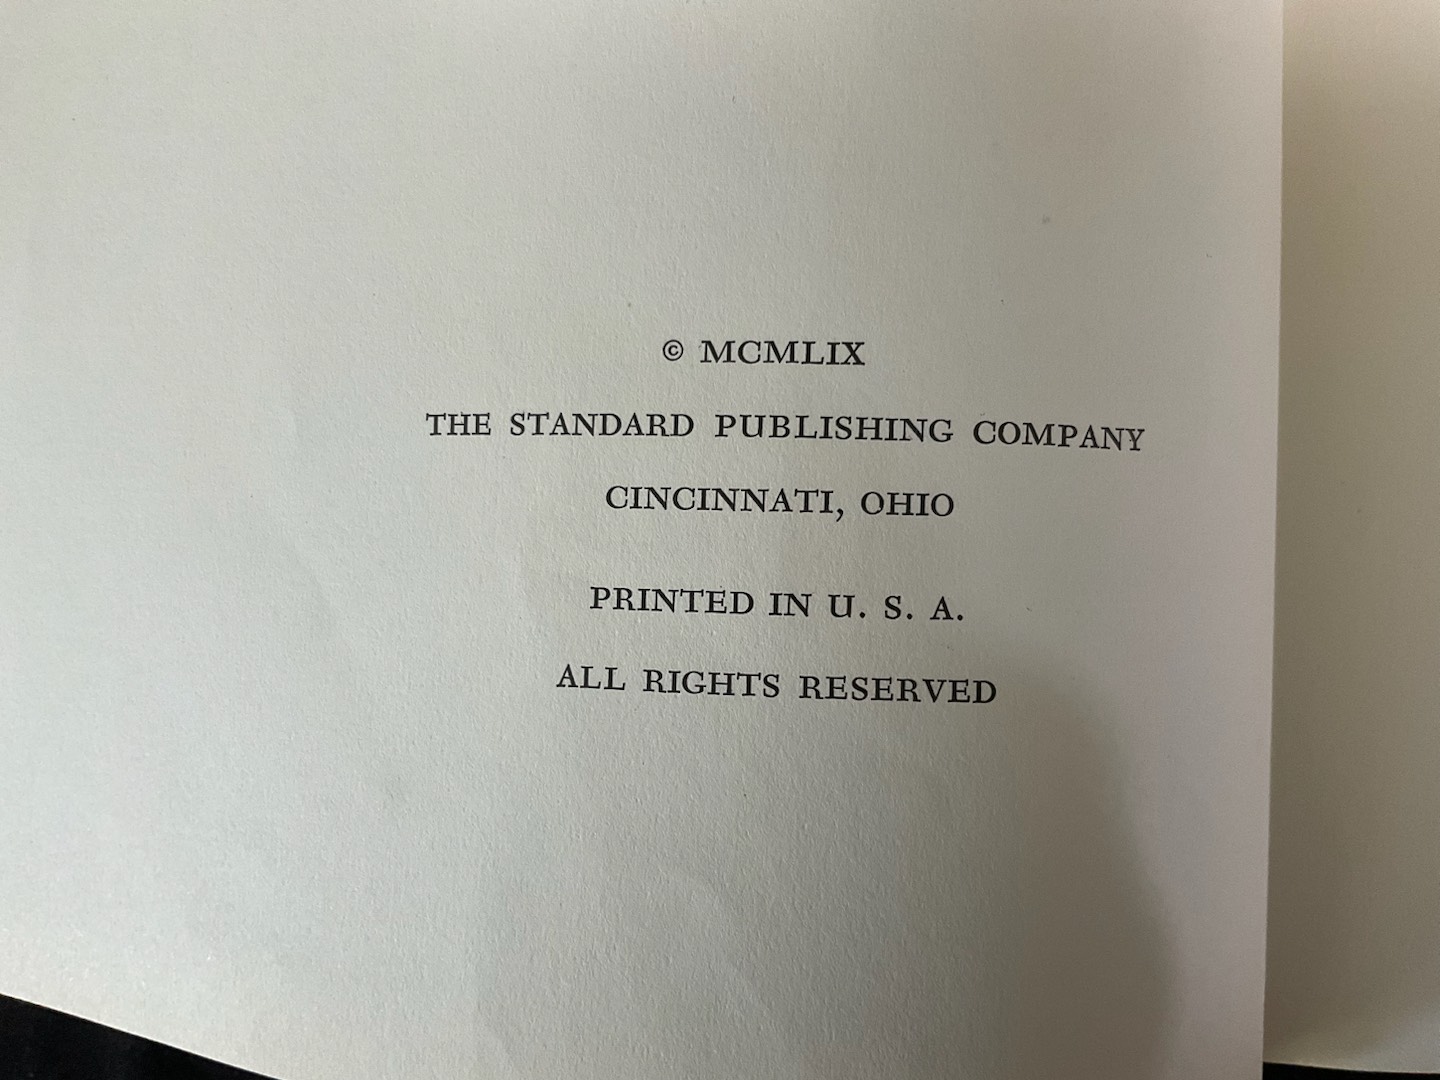 © MCMLIX
THE STANDARD PUBLISHING COMPANY
CINCINNATI, OHIO
PRINTED IN U. S. A.
ALL RIGHTS RESERVED